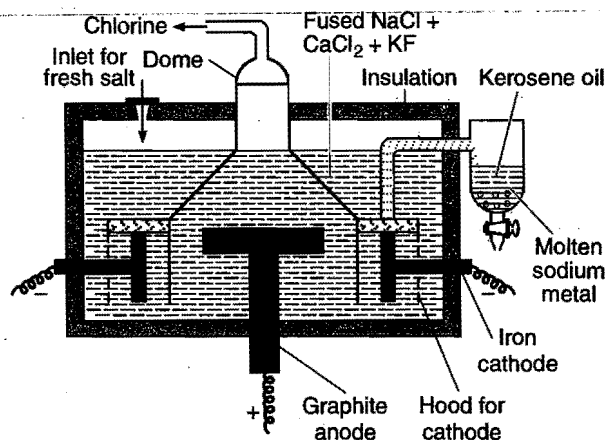 Chlorine
Fused NaCl +
CaCl₂ + KF
Inlet for
fresh salt
Dome
Insulation
Kerosene oil
Molten
sodium
metal
−
−
Iron
cathode
+
Graphite
anode
Hood for
cathode